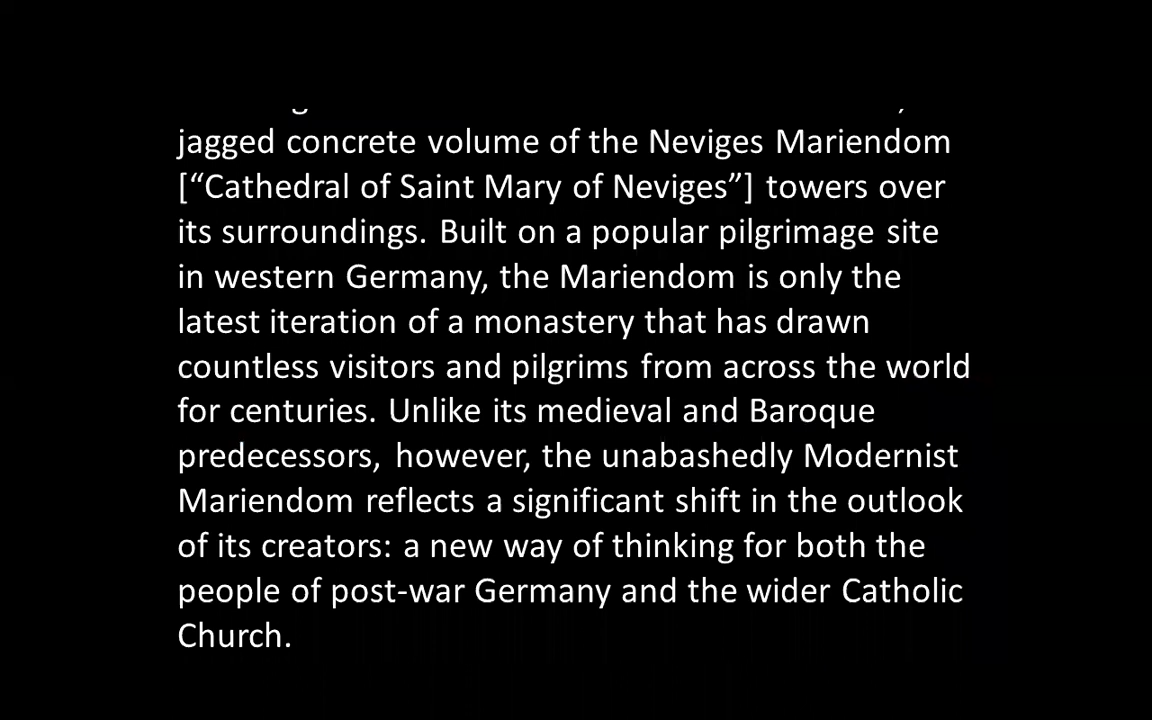 jagged concrete volume of the Neviges Mariendom
[“Cathedral of Saint Mary of Neviges”] towers over
its surroundings. Built on a popular pilgrimage site
in western Germany, the Mariendom is only the
latest iteration of a monastery that has drawn
countless visitors and pilgrims from across the world
for centuries. Unlike its medieval and Baroque
predecessors, however, the unabashedly Modernist
Mariendom reflects a significant shift in the outlook
of its creators: a new way of thinking for both the
people of post-war Germany and the wider Catholic
Church.